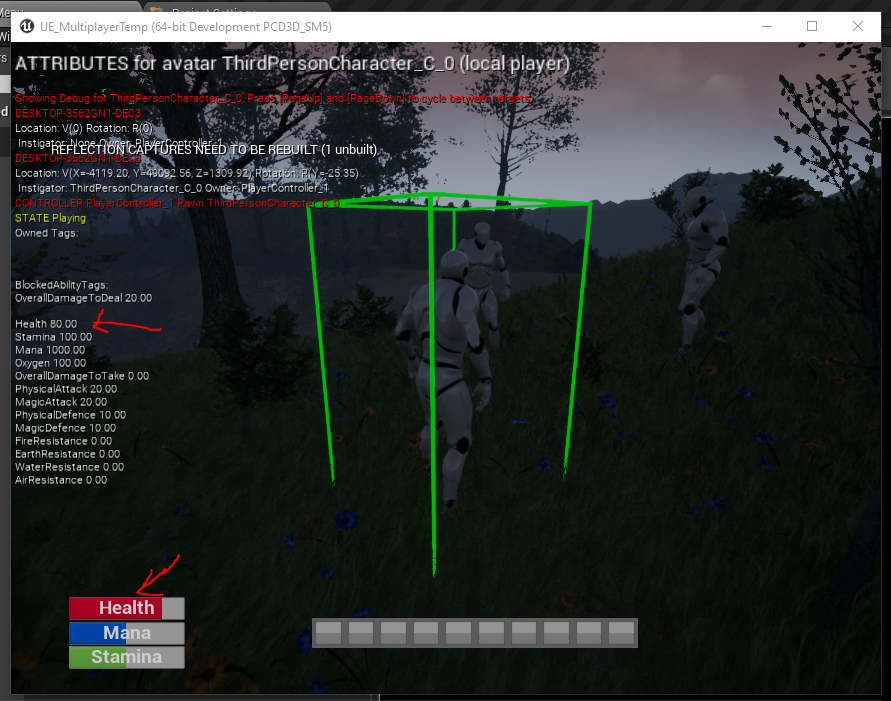 UE_MultiplayerTemp (64-bit Development PCD3D_SM5)
ATTRIBUTES for avatar ThirdPersonCharacter_C_0 (local player)
Showing Debug for ThirdPersonCharacter_C_0, Press [PageUp] and [PageDown] to cycle between targets.
DESKTOP-3562GN1-DEC3
Location: V(0) Rotation: R(0)
Instigator: None Owner: PlayerController_1
REFLECTION CAPTURES NEED TO BE REBUILT (1 unbuilt)
DESKTOP-3562GN1-DEC3
Location: V(X=-4119.20, Y=49092.56, Z=1309.92) Rotation: R(Y=-25.35)
Instigator: ThirdPersonCharacter_C_0 Owner: PlayerController_1
CONTROLLER PlayerController_1 Pawn ThirdPersonCharacter_C_0
STATE Playing
Owned Tags:
BlockedAbilityTags:
OverallDamageToDeal 20.00
Health 80.00
Stamina 100.00
Mana 1000.00
Oxygen 100.00
OverallDamageToTake 0.00
PhysicalAttack 20.00
MagicAttack 20.00
PhysicalDefence 10.00
MagicDefence 10.00
FireResistance 0.00
EarthResistance 0.00
WaterResistance 0.00
AirResistance 0.00
Health
Mana
Stamina